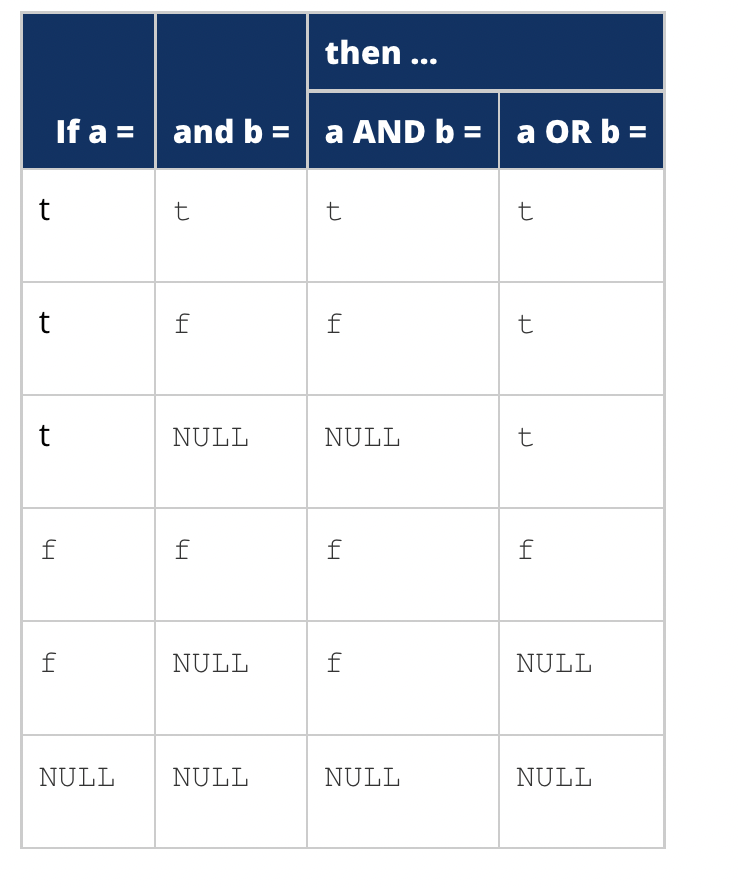 then ...
If a = and b = a AND b = a OR b =
t t t t
t f f t
t NULL NULL t
f f f f
f NULL f NULL
NULL NULL NULL NULL